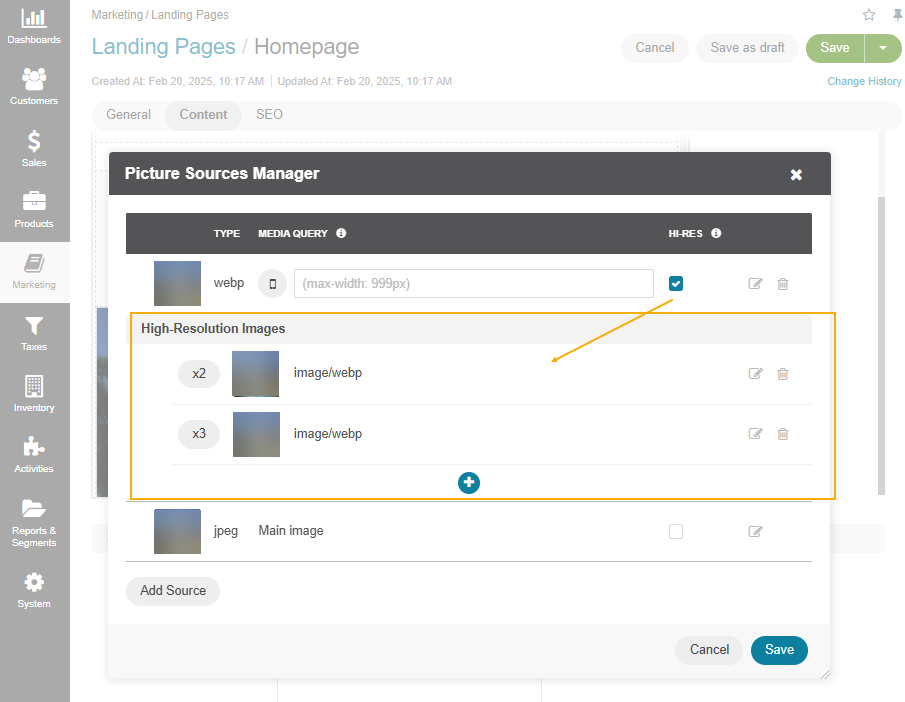 Dashboards
Customers
Sales
Products
Marketing
Taxes
Inventory
Activities
Reports &
Segments
System
Marketing / Landing Pages
Landing Pages / Homepage
Cancel
Save as draft
Save
Created At: Feb 20, 2025, 10:17 AM | Updated At: Feb 20, 2025, 10:17 AM
Change History
General
Content
SEO
Picture Sources Manager
TYPE
MEDIA QUERY
HI-RES
webp
(max-width: 999px)
High-Resolution Images
x2
image/webp
x3
image/webp
jpeg
Main image
Add Source
Cancel
Save